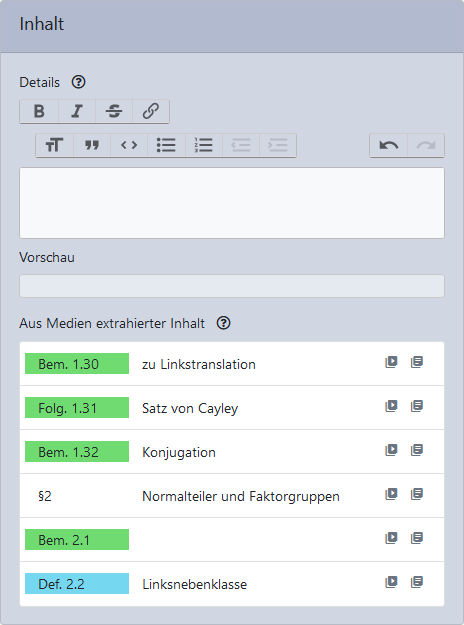 Inhalt
Details
B I S
Vorschau
Aus Medien extrahierter Inhalt
Bem. 1.30 zu Linkstranslation
Folg. 1.31 Satz von Cayley
Bem. 1.32 Konjugation
§2 Normalteiler und Faktorgruppen
Bem. 2.1
Def. 2.2 Linksnebenklasse